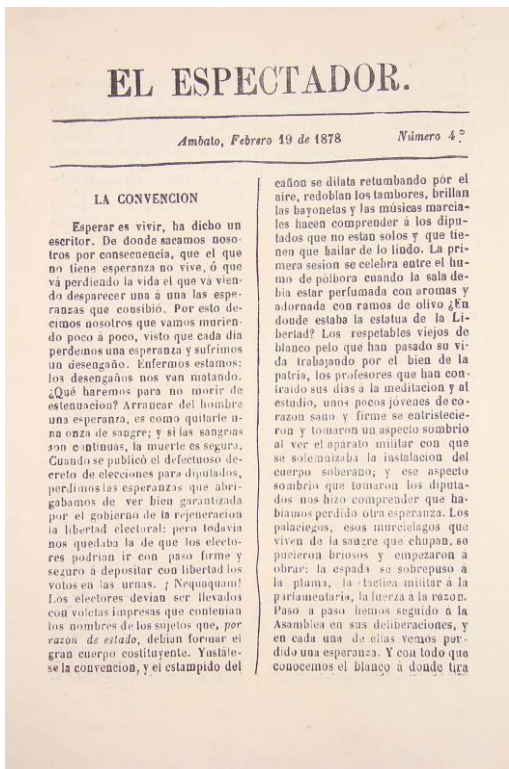 EL ESPECTADOR.
Ambato, Febrero 19 de 1878
Número 4.º
LA CONVENCION
Esperar es vivir, ha dicho un
escritor. De donde sacamos noso-
tros por consecnencia, que el que
no tiene esperanza no vive, ó que
vá perdiendo la vida el que va vien-
do desparecer una á una las espe-
ranzas que consibió. Por esto de-
cimos nosotros que vamos murien-
do poco á poco, visto que cada dia
perdemos una esperanza y sufrimos
un desengaño. Enfermos estamos:
los desengaños nos van matando.
¿Qué haremos para no morir de
estenuacion? Arrancar del hombre
una esperanza, es como quitarle u-
na onza de sangre; y si las sangrias
son continuas, la muerte es segura.
Cuando se publicó el defectuoso de-
creto de elecciones para diputados,
perdimos las esperanzas que abri-
gabamos de ver bien garantizada
por el gobierno de la rejeneracion
la libertad electoral: pero todavia
nos quedaba la de que los electo-
res podrian ir con paso firme y
seguro á depositar con libertad los
votos en las urnas. ¡ Nequaquam!
Los electores devian ser llevados
con voletas impresas que contenian
los nombres de los sujetos que, por
razon de estado, debian formar el
gran cuerpo costituyente. Ynstále-
se la convencion, y el estampido del
cañon se dilata retumbando por el
aire, redoblan los tambores, brillan
las bayonetas y las músicas marcia-
les hacen comprender á los dipu-
tados que no estan solos y que tie-
nen que bailar de lo lindo. La pri-
mera sesion se celebra entre el hu-
mo de pólbora cuando la sala de-
bia estar perfumada con aromas y
adornada con ramos de olivo ¿En
donde estaba la estatua de la Li-
bertad? Los respetables viejos de
blanco pelo que han pasado su vi-
da trabajando por el bien de la
patria, los profesores que han con-
traido sus dias a la meditacion y al
estudio, unos pocos jóvenes de co-
razon sano y firme se entristecie-
ron y tomaron un aspecto sombrio
al ver el aparato militar con que
se solemnizaba la instalacion del
cuerpo soberano; y ese aspecto
sombrio que tomaron los diputa-
dos nos hizo comprender que ha-
biamos perdido otra esperanza. Los
palaciegos, esos murcielagos que
viven de la sangre que chupan, se
pucieron briosos y empezaron á
obrar: la espada se sobrepuso á
la pluma, la táctica militar á la
parlamentaria, la fuerza á la razon.
Paso á paso hemos seguido á la
Asamblea en sus deliberaciones, y
en cada una de ellas vemos per-
dido una esperanza. Y con todo que
conocemos el blanco á donde tira